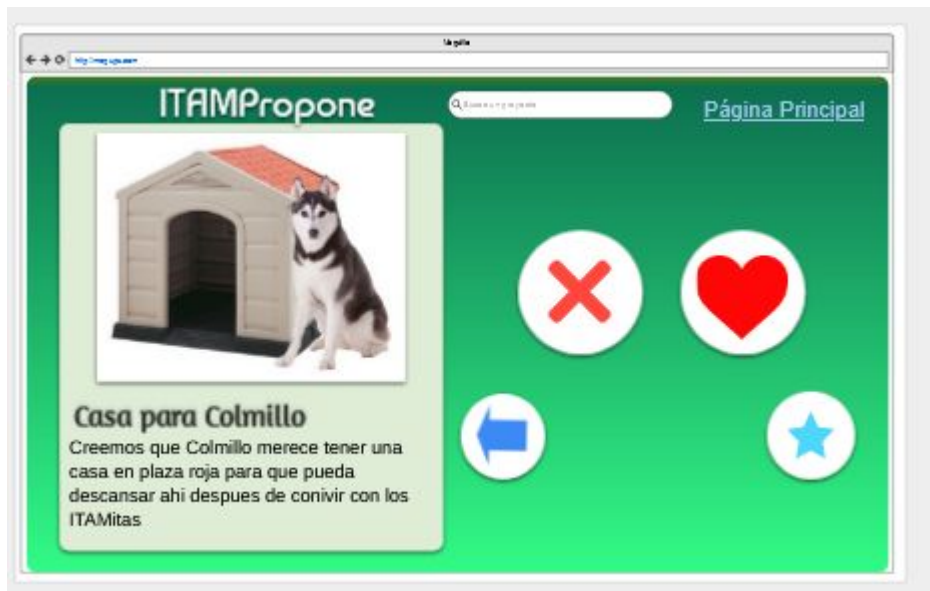 ITAMPropone
Página Principal
Casa para Colmillo
Creemos que Colmillo merece tener una
casa en plaza roja para que pueda
descansar ahi despues de conivir con los
ITAMitas